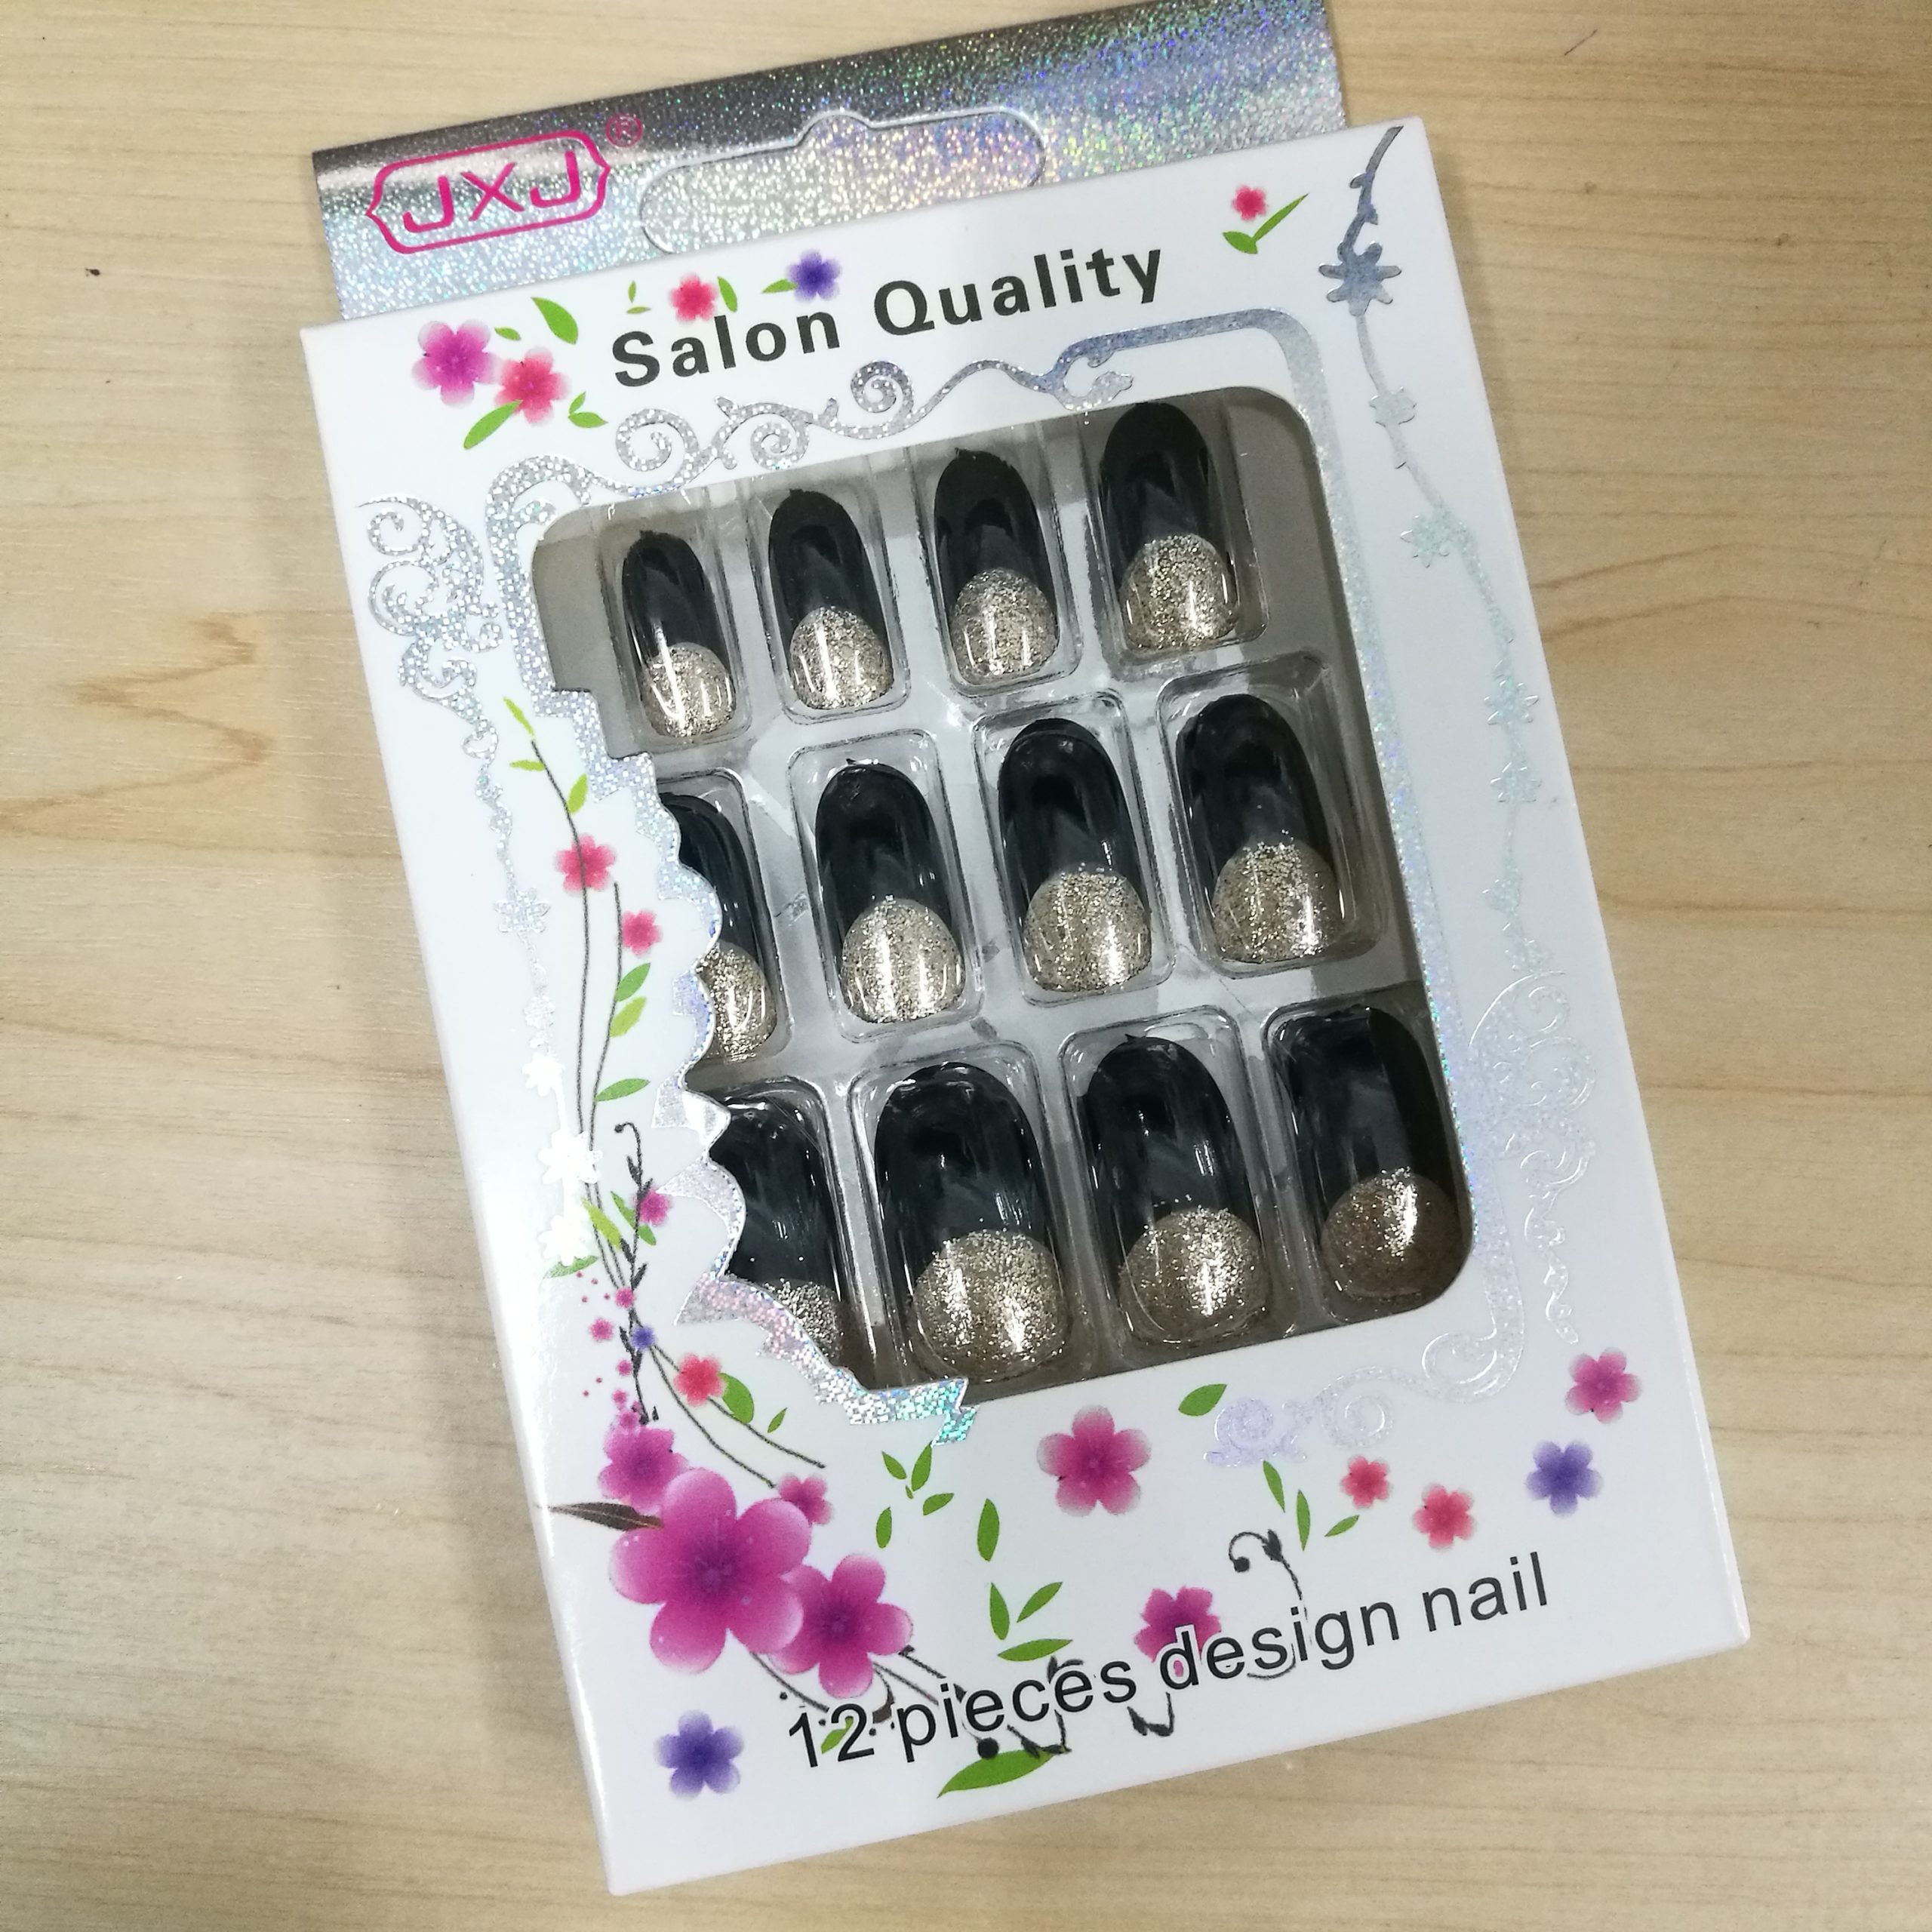 JXJ®
Salon Quality
12 pieces design nail